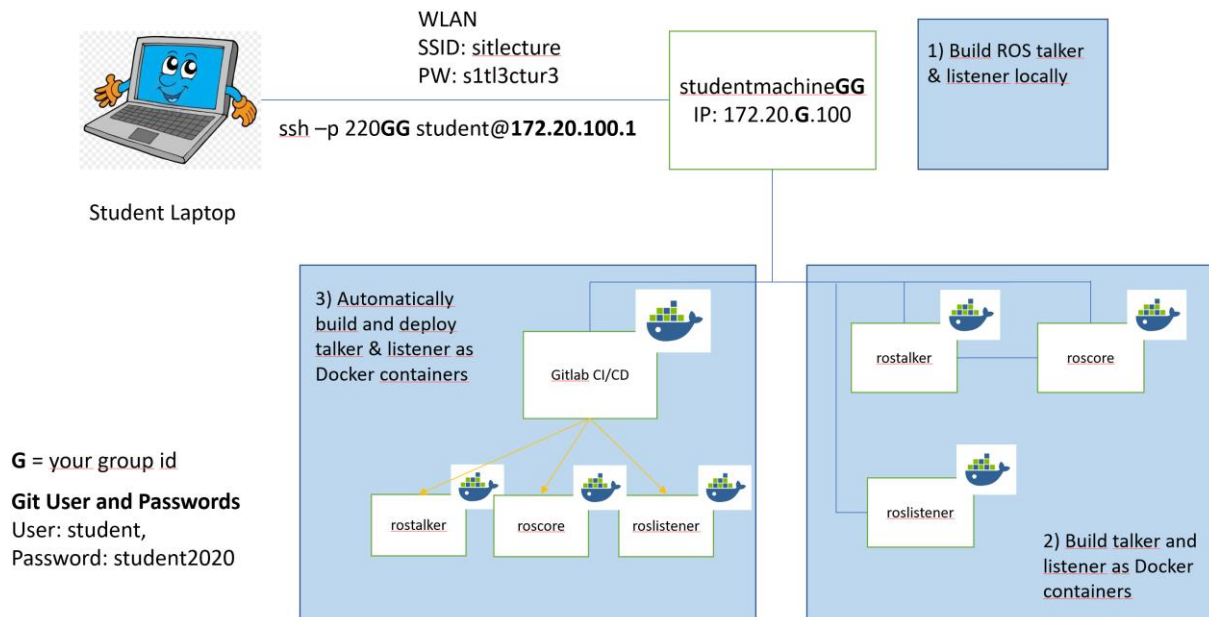 WLAN
SSID: sitlecture
PW: s1tl3ctur3
ssh –p 220GG student@172.20.100.1
Student Laptop
studentmachineGG
IP: 172.20.G.100
1) Build ROS talker
& listener locally
3) Automatically
build and deploy
talker & listener as
Docker containers
Gitlab CI/CD
rostalker
roscore
roslistener
rostalker
roscore
roslistener
2) Build talker and
listener as Docker
containers
G = your group id
Git User and Passwords
User: student,
Password: student2020